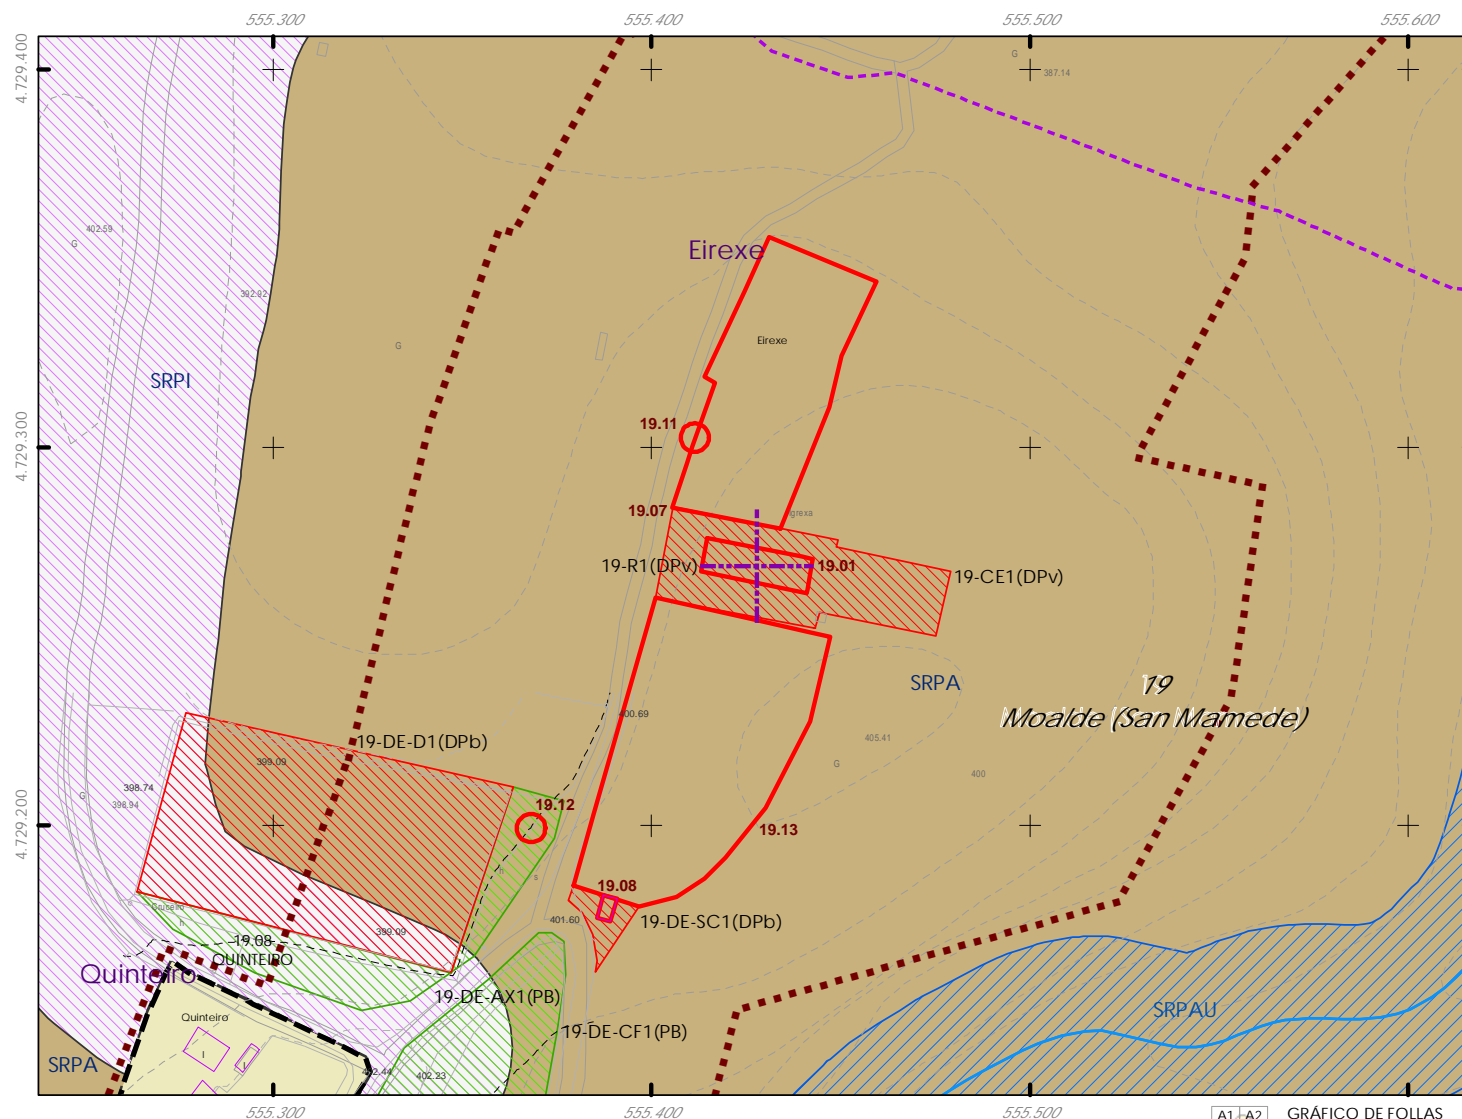 555.300 555.400 555.500 555.600
4.729.400
G
387.14
402.59
G
Eirexe
392.92
Eirexe
G
SRPI
19.11
4.729.300
19.07
19-R1(DPv)
19.01
19-CE1(DPv)
SRPA
19
Moalde (San Mamede)
400.69
19-DE-D1(DPb)
405.41
399.09
G
400
398.74
G
398.94
19.12
4.729.200
19.13
19.08
Cruceiro
401.60
19-DE-SC1(DPb)
399.09
19.08
QUINTEIRO
Quinteiro
19-DE-AX1(PB)
SRPAU
Quinteiro
19-DE-CF1(PB)
I
I
SRPA
402.44
402.23
555.300 555.400 555.500
A1 A2 GRÁFICO DE FOLLAS